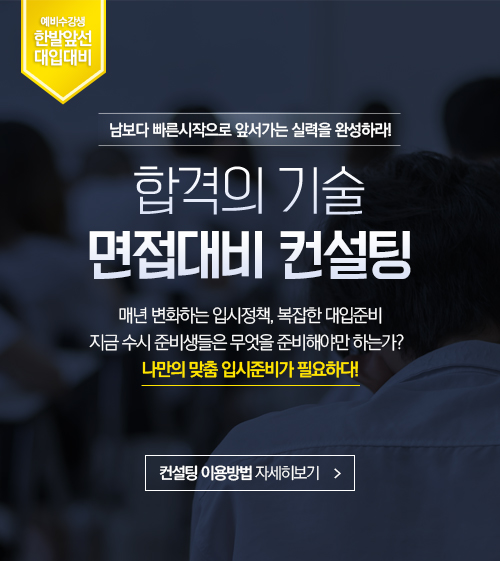 예비수강생
한발앞선
대입대비
남보다 빠른시작으로 앞서가는 실력을 완성하라!
합격의 기술
면접대비 컨설팅
매년 변화하는 입시정책, 복잡한 대입준비
지금 수시 준비생들은 무엇을 준비해야만 하는가?
나만의 맞춤 입시준비가 필요하다!
컨설팅 이용방법 자세히보기 >